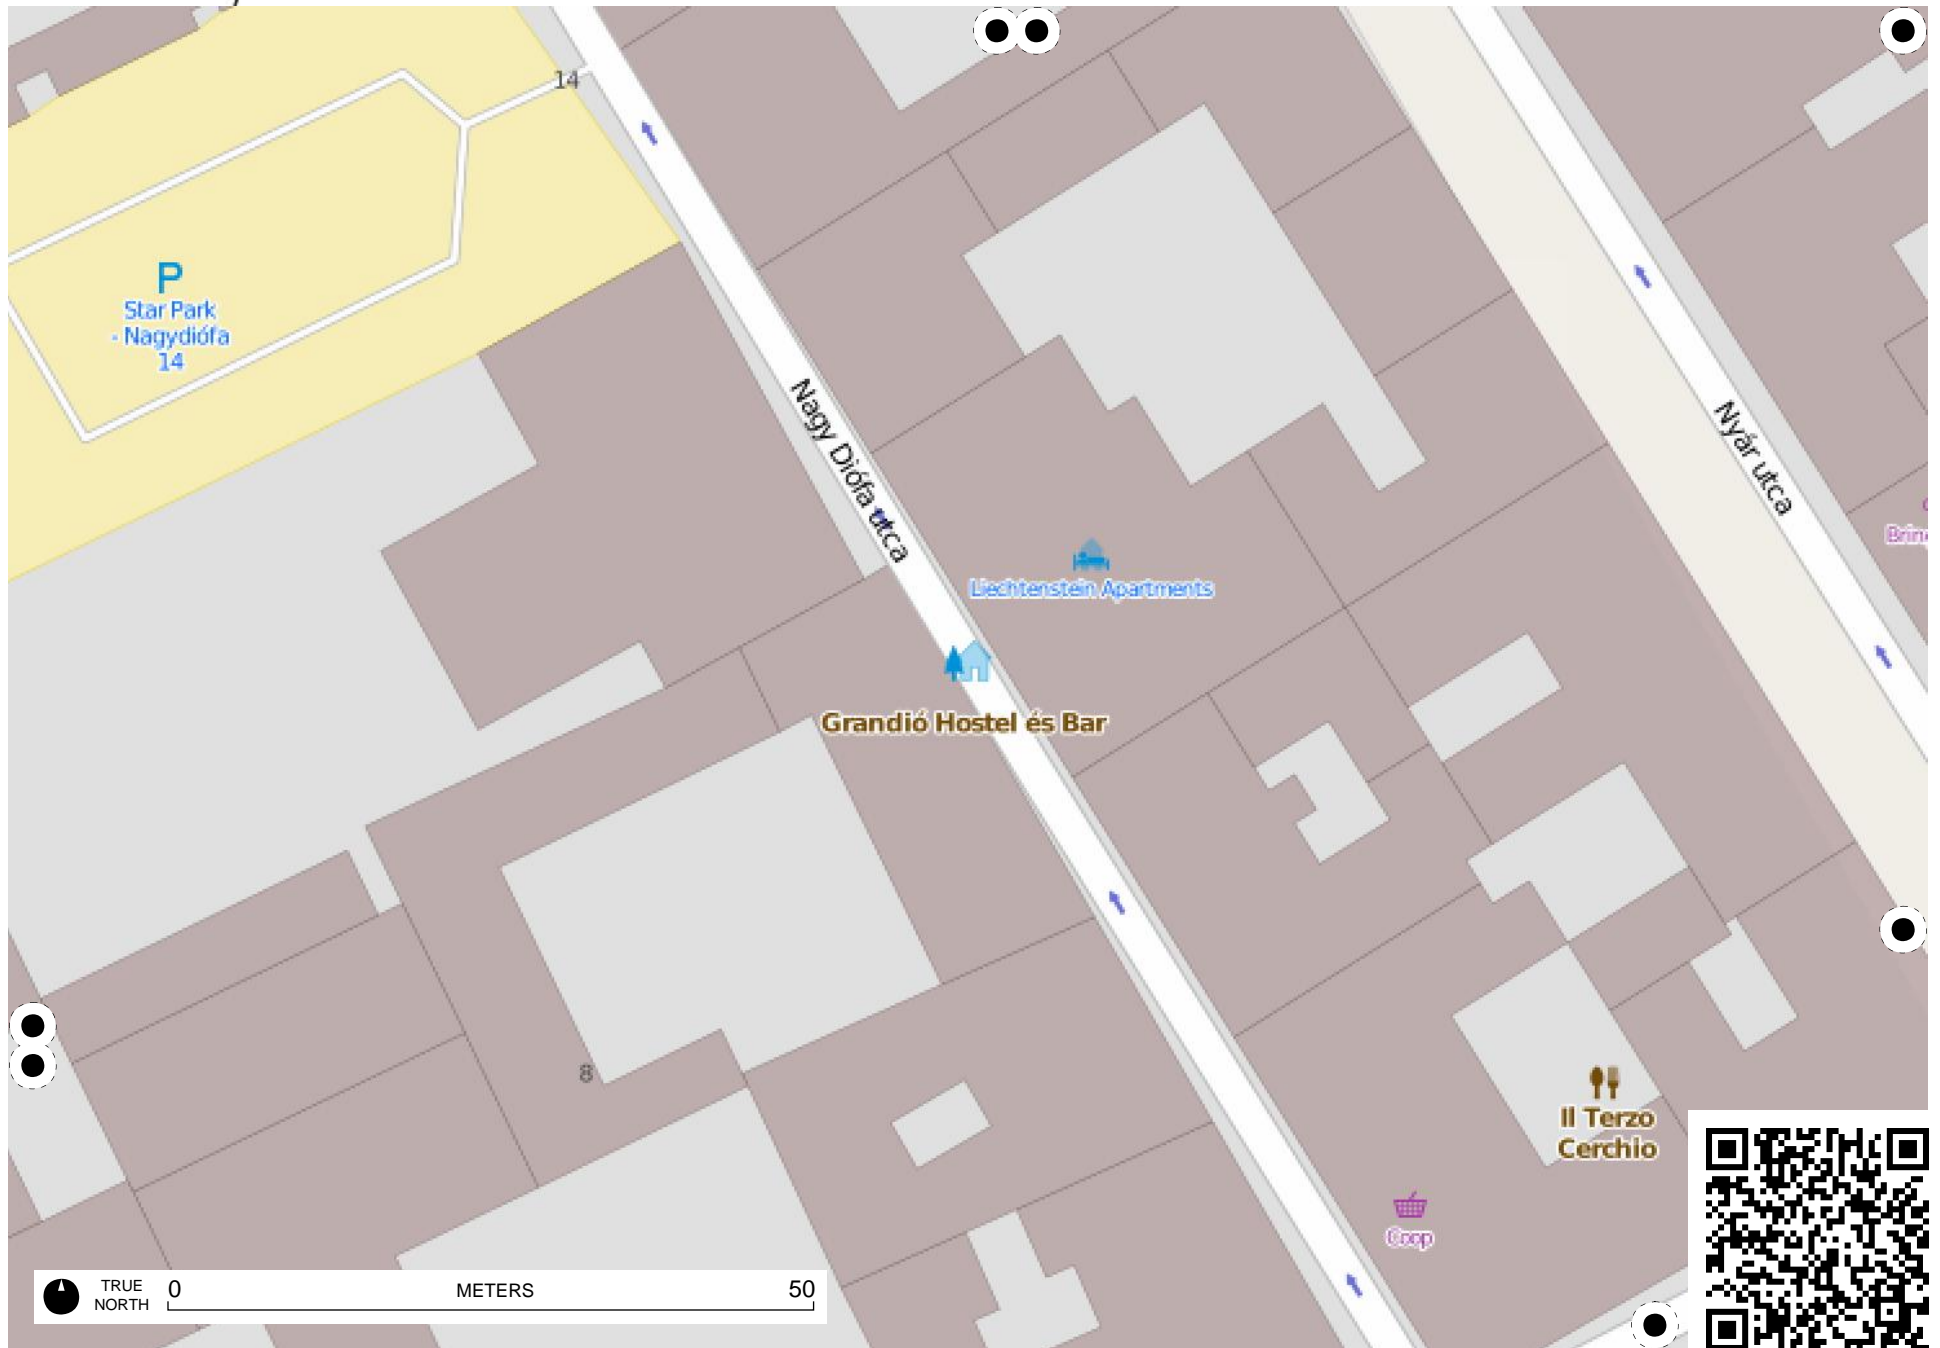 14
P
Star Park
- Nagydiófa
14
Nagy Diófa utca
Nyár utca
Liechtenstein Apartments
Grandió Hostel és Bar
8
Il Terzo
Cerchio
Coop
TRUE
NORTH
0
METERS
50